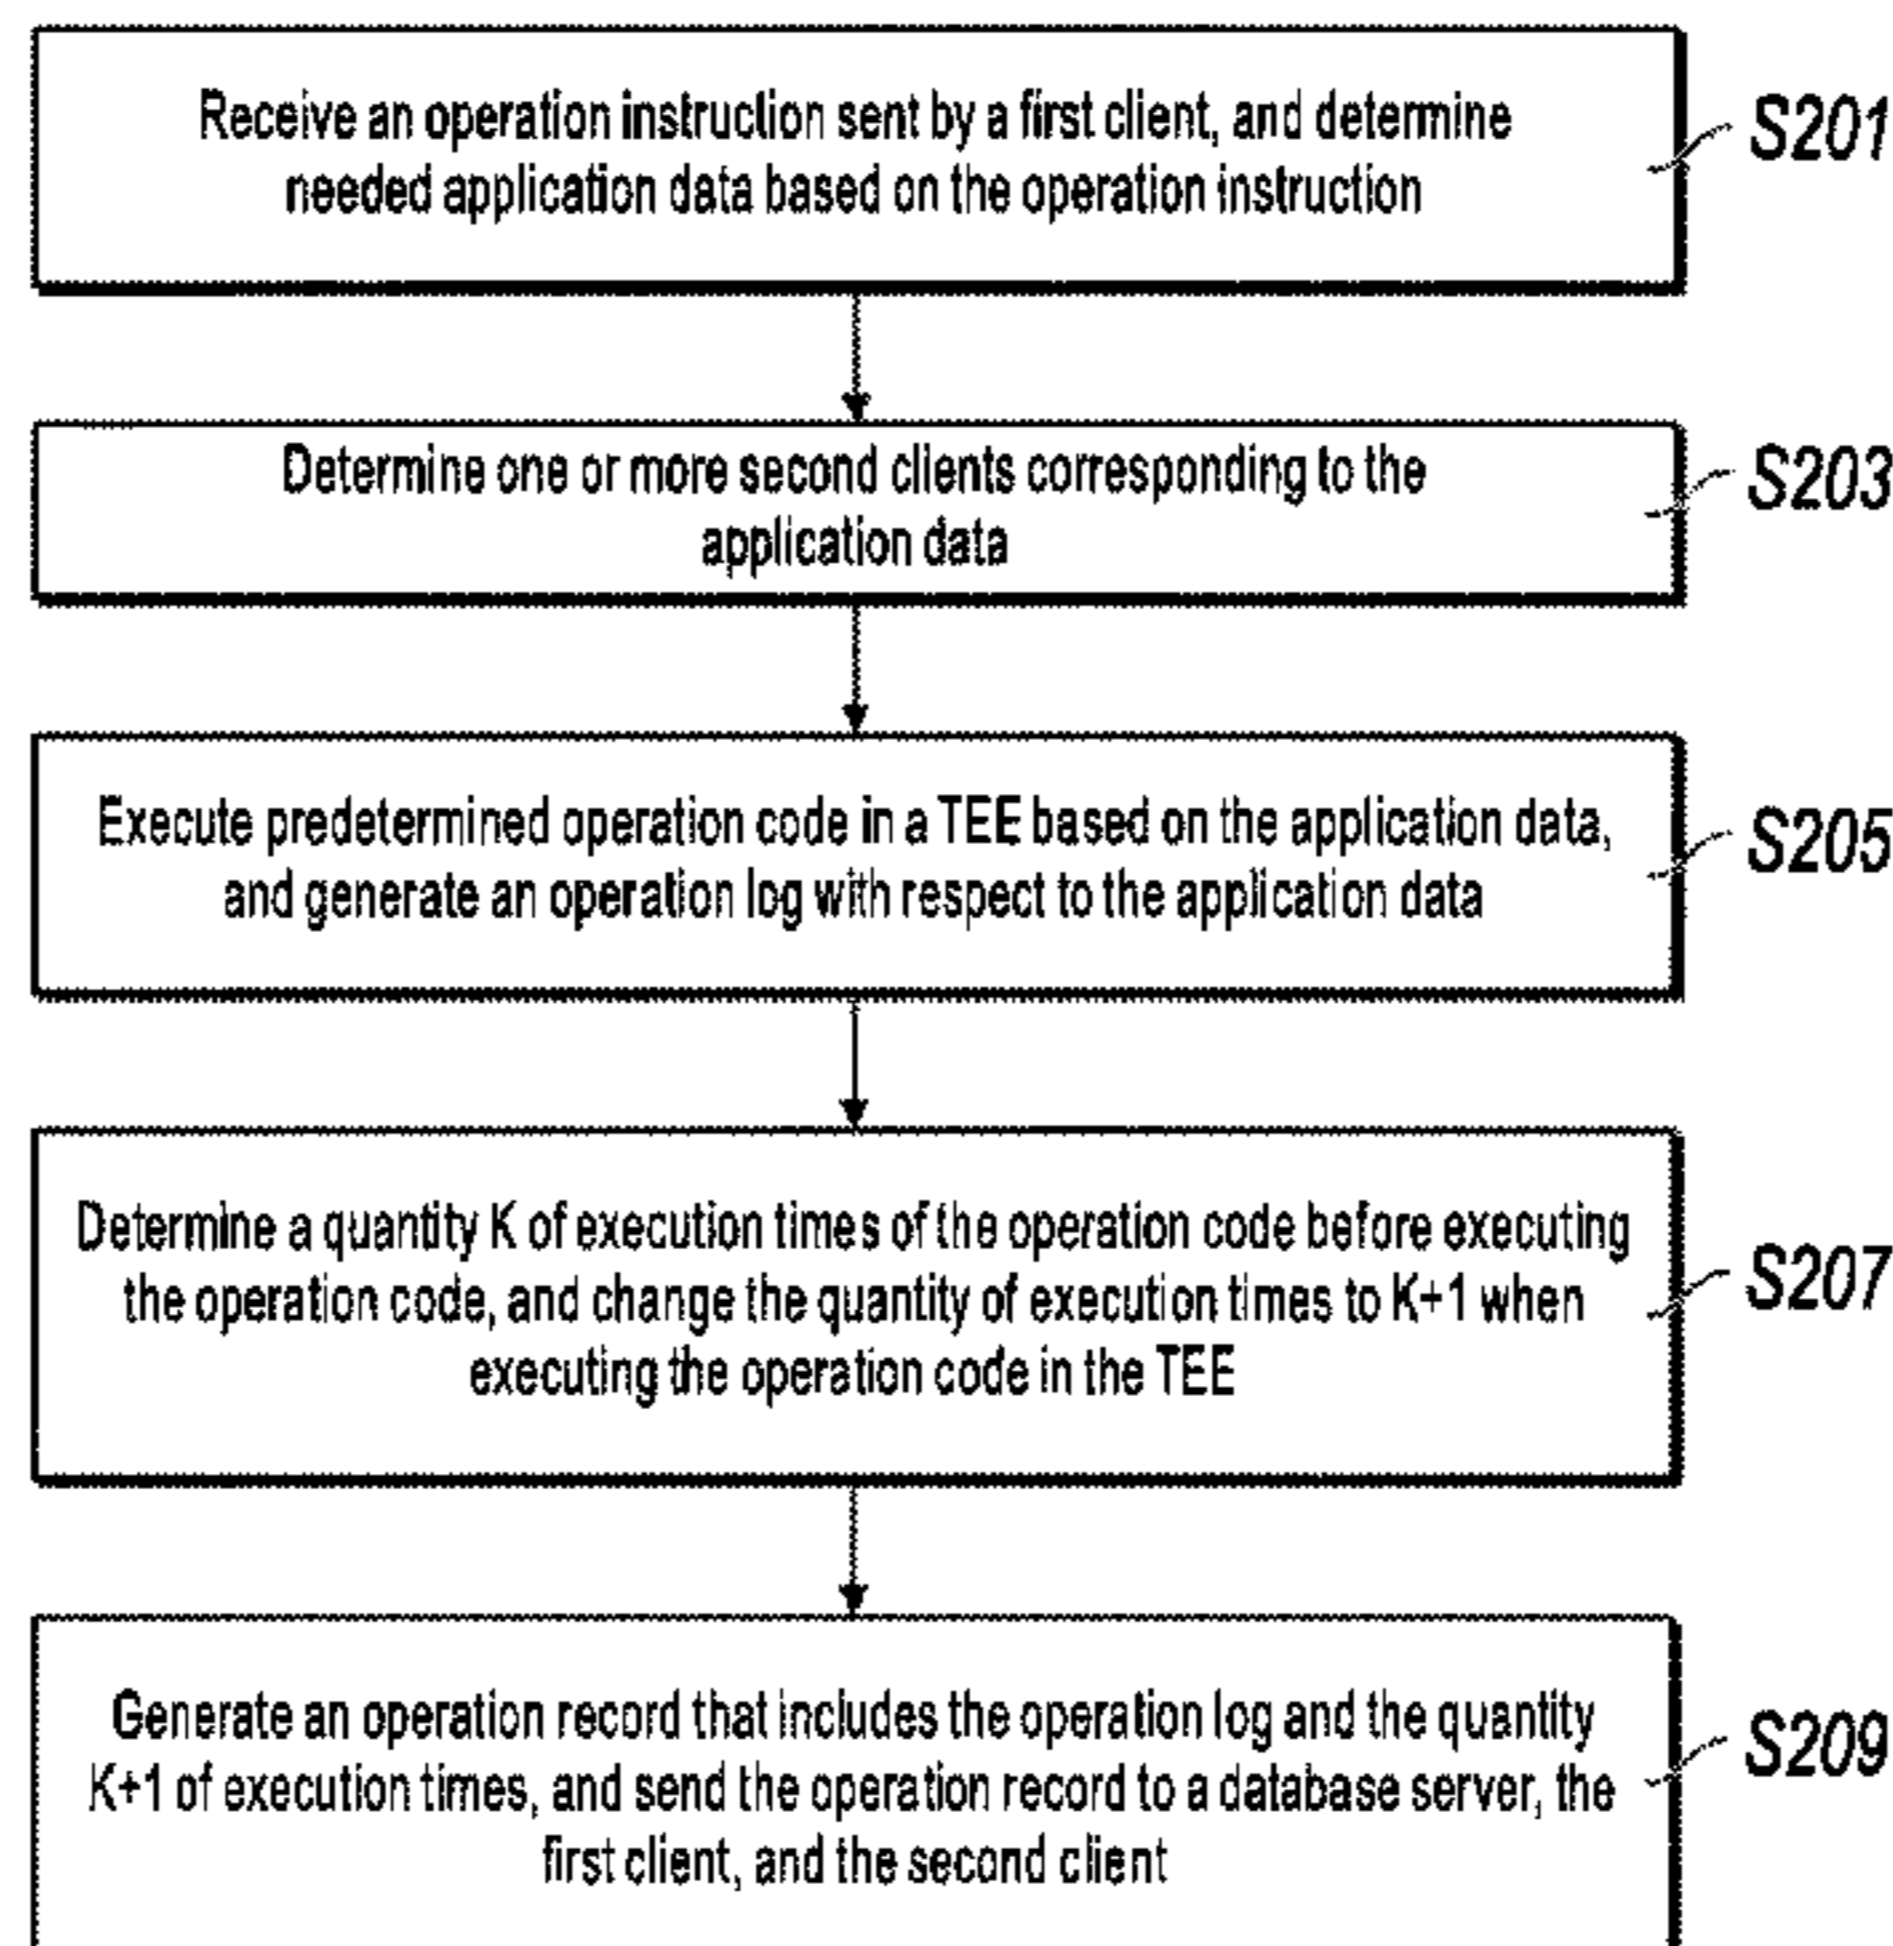 Receive an operation instruction sent by a first client, and determine
needed application data based on the operation instruction
S201
Determine one or more second clients corresponding to the
application data
S203
Execute predetermined operation code in a TEE based on the application data,
and generate an operation log with respect to the application data
S205
Determine a quantity K of execution times of the operation code before executing
the operation code, and change the quantity of execution times to K+1 when
executing the operation code in the TEE
S207
Generate an operation record that includes the operation log and the quantity
K+1 of execution times, and send the operation record to a database server, the
first client, and the second client
S209